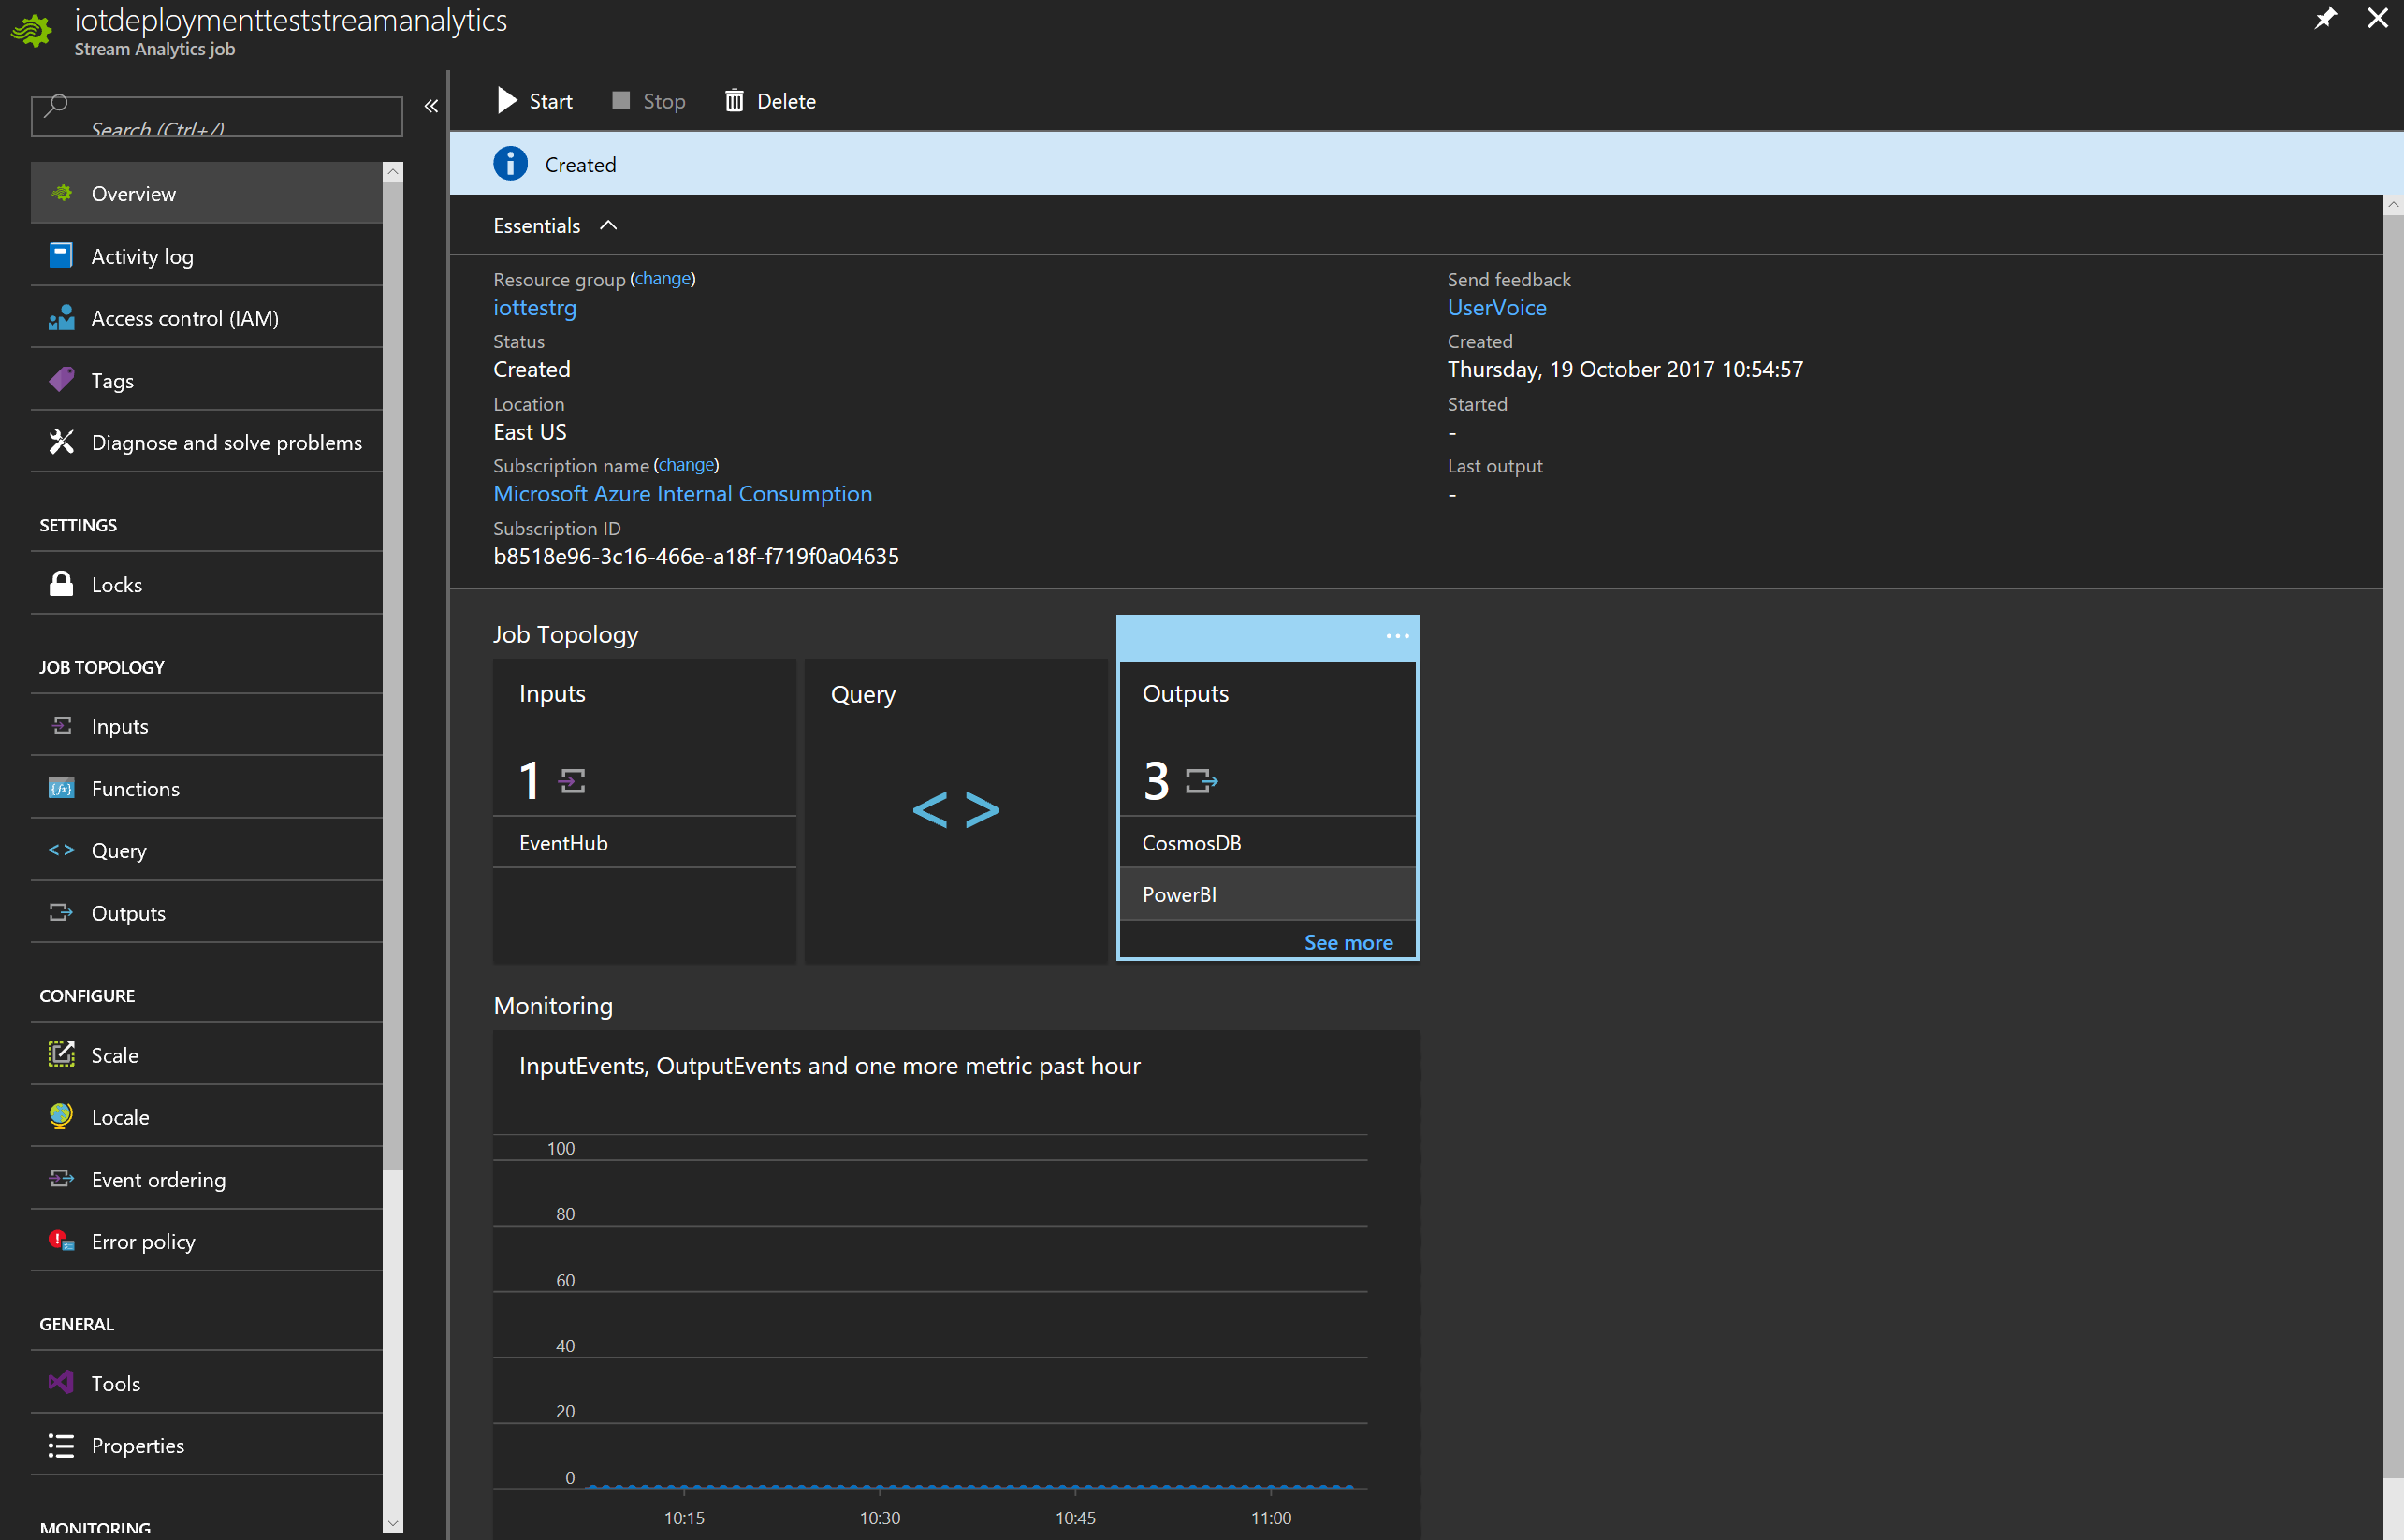 iotdeploymentteststreamanalytics
Stream Analytics job
Search (Ctrl+/)
Overview
Activity log
Access control (IAM)
Tags
Diagnose and solve problems
SETTINGS
Locks
JOB TOPOLOGY
Inputs
Functions
Query
Outputs
CONFIGURE
Scale
Locale
Event ordering
Error policy
GENERAL
Tools
Properties
MONITORING
Start Stop Delete
Created
Essentials
Resource group (change)
iottestrg
Status
Created
Location
East US
Subscription name (change)
Microsoft Azure Internal Consumption
Subscription ID
b8518e96-3c16-466e-a18f-f719f0a04635
Send feedback
UserVoice
Created
Thursday, 19 October 2017 10:54:57
Started
-
Last output
-
Job Topology
Inputs
1
EventHub
Query
Outputs
3
CosmosDB
PowerBI
See more
Monitoring
InputEvents, OutputEvents and one more metric past hour
100
80
60
40
20
0
10:15 10:30 10:45 11:00